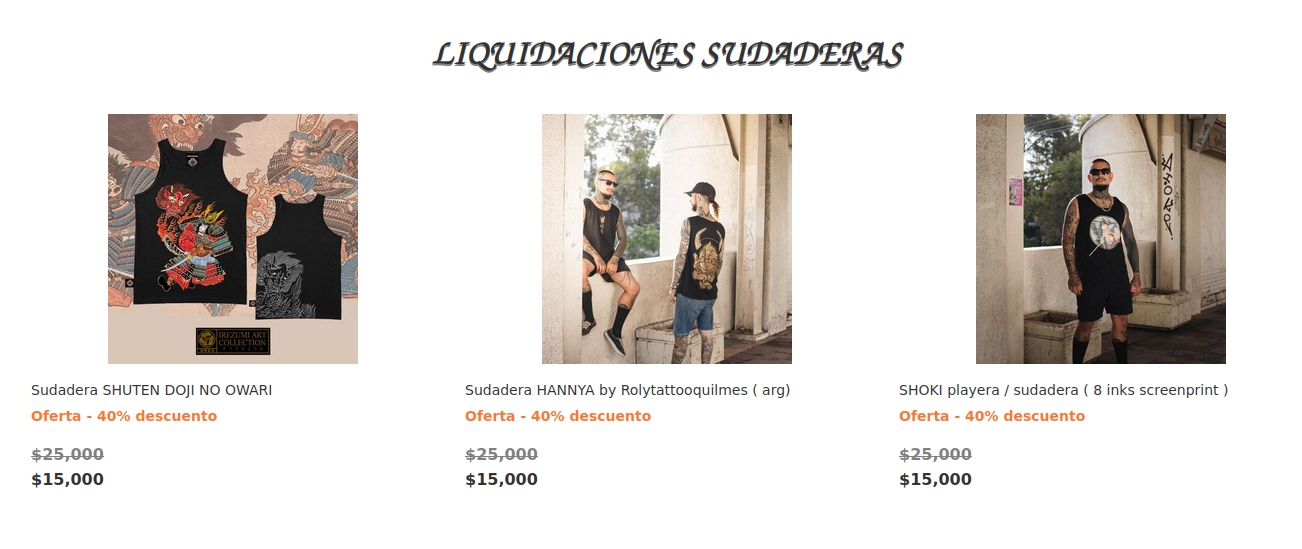 LIQUIDACIONES SUDADERAS
IREZUMI ART
COLLECTION
Sudadera SHUTEN DOJI NO OWARI
Oferta - 40% descuento
$25,000
$15,000
Sudadera HANNYA by Rolytattooquilmes ( arg)
Oferta - 40% descuento
$25,000
$15,000
SHOKI playera / sudadera ( 8 inks screenprint )
Oferta - 40% descuento
$25,000
$15,000